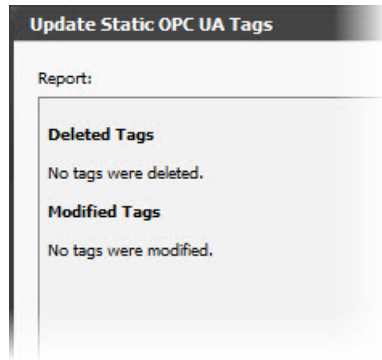 Update Static OPC UA Tags
Report:
Deleted Tags
No tags were deleted.
Modified Tags
No tags were modified.